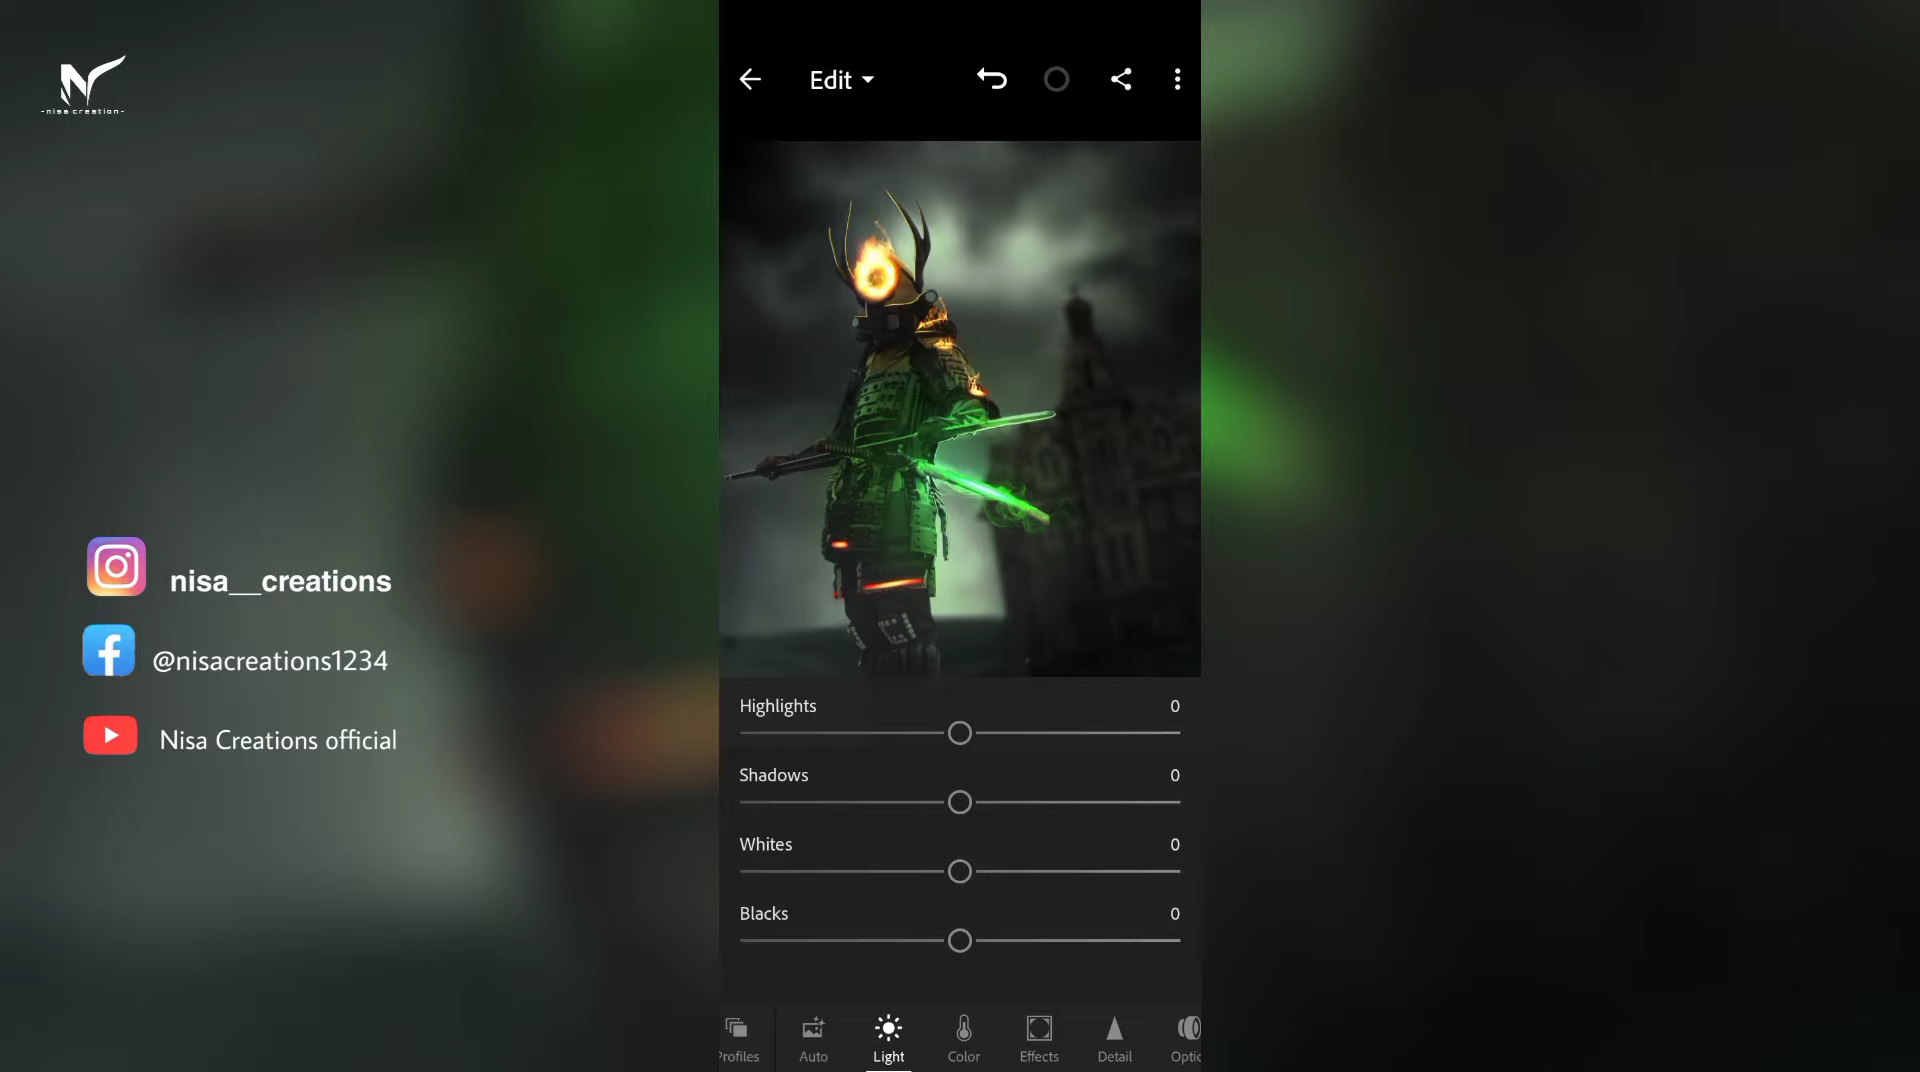 N
-nisa creation-
Edit
nisa__creations
@nisacreations1234
Nisa Creations official
Highlights 0
Shadows 0
Whites 0
Blacks 0
Profiles Auto Light Color Effects Detail Optic